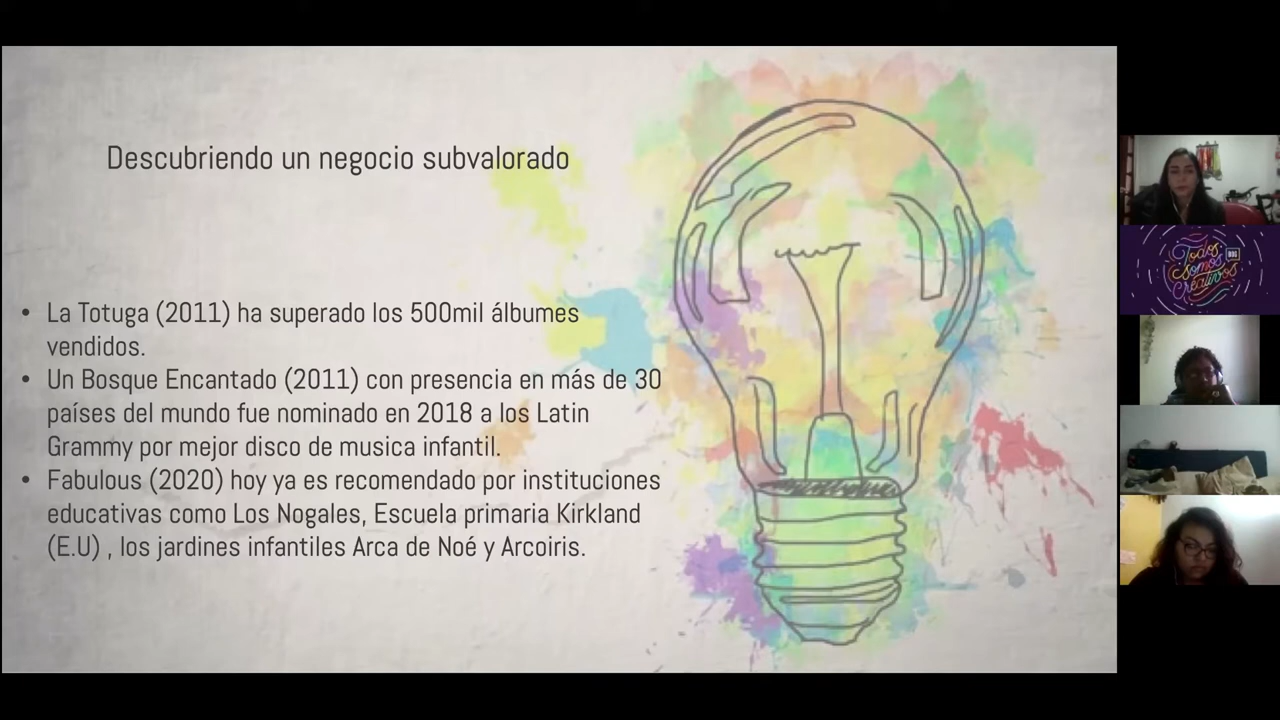 Descubriendo un negocio subvalorado
• La Totuga (2011) ha superado los 500mil álbumes
vendidos.
• Un Bosque Encantado (2011) con presencia en más de 30
países del mundo fue nominado en 2018 a los Latin
Grammy por mejor disco de musica infantil.
• Fabulous (2020) hoy ya es recomendado por instituciones
educativas como Los Nogales, Escuela primaria Kirkland
(E.U) , los jardines infantiles Arca de Noé y Arcoiris.
Todos
Somos
Creativos